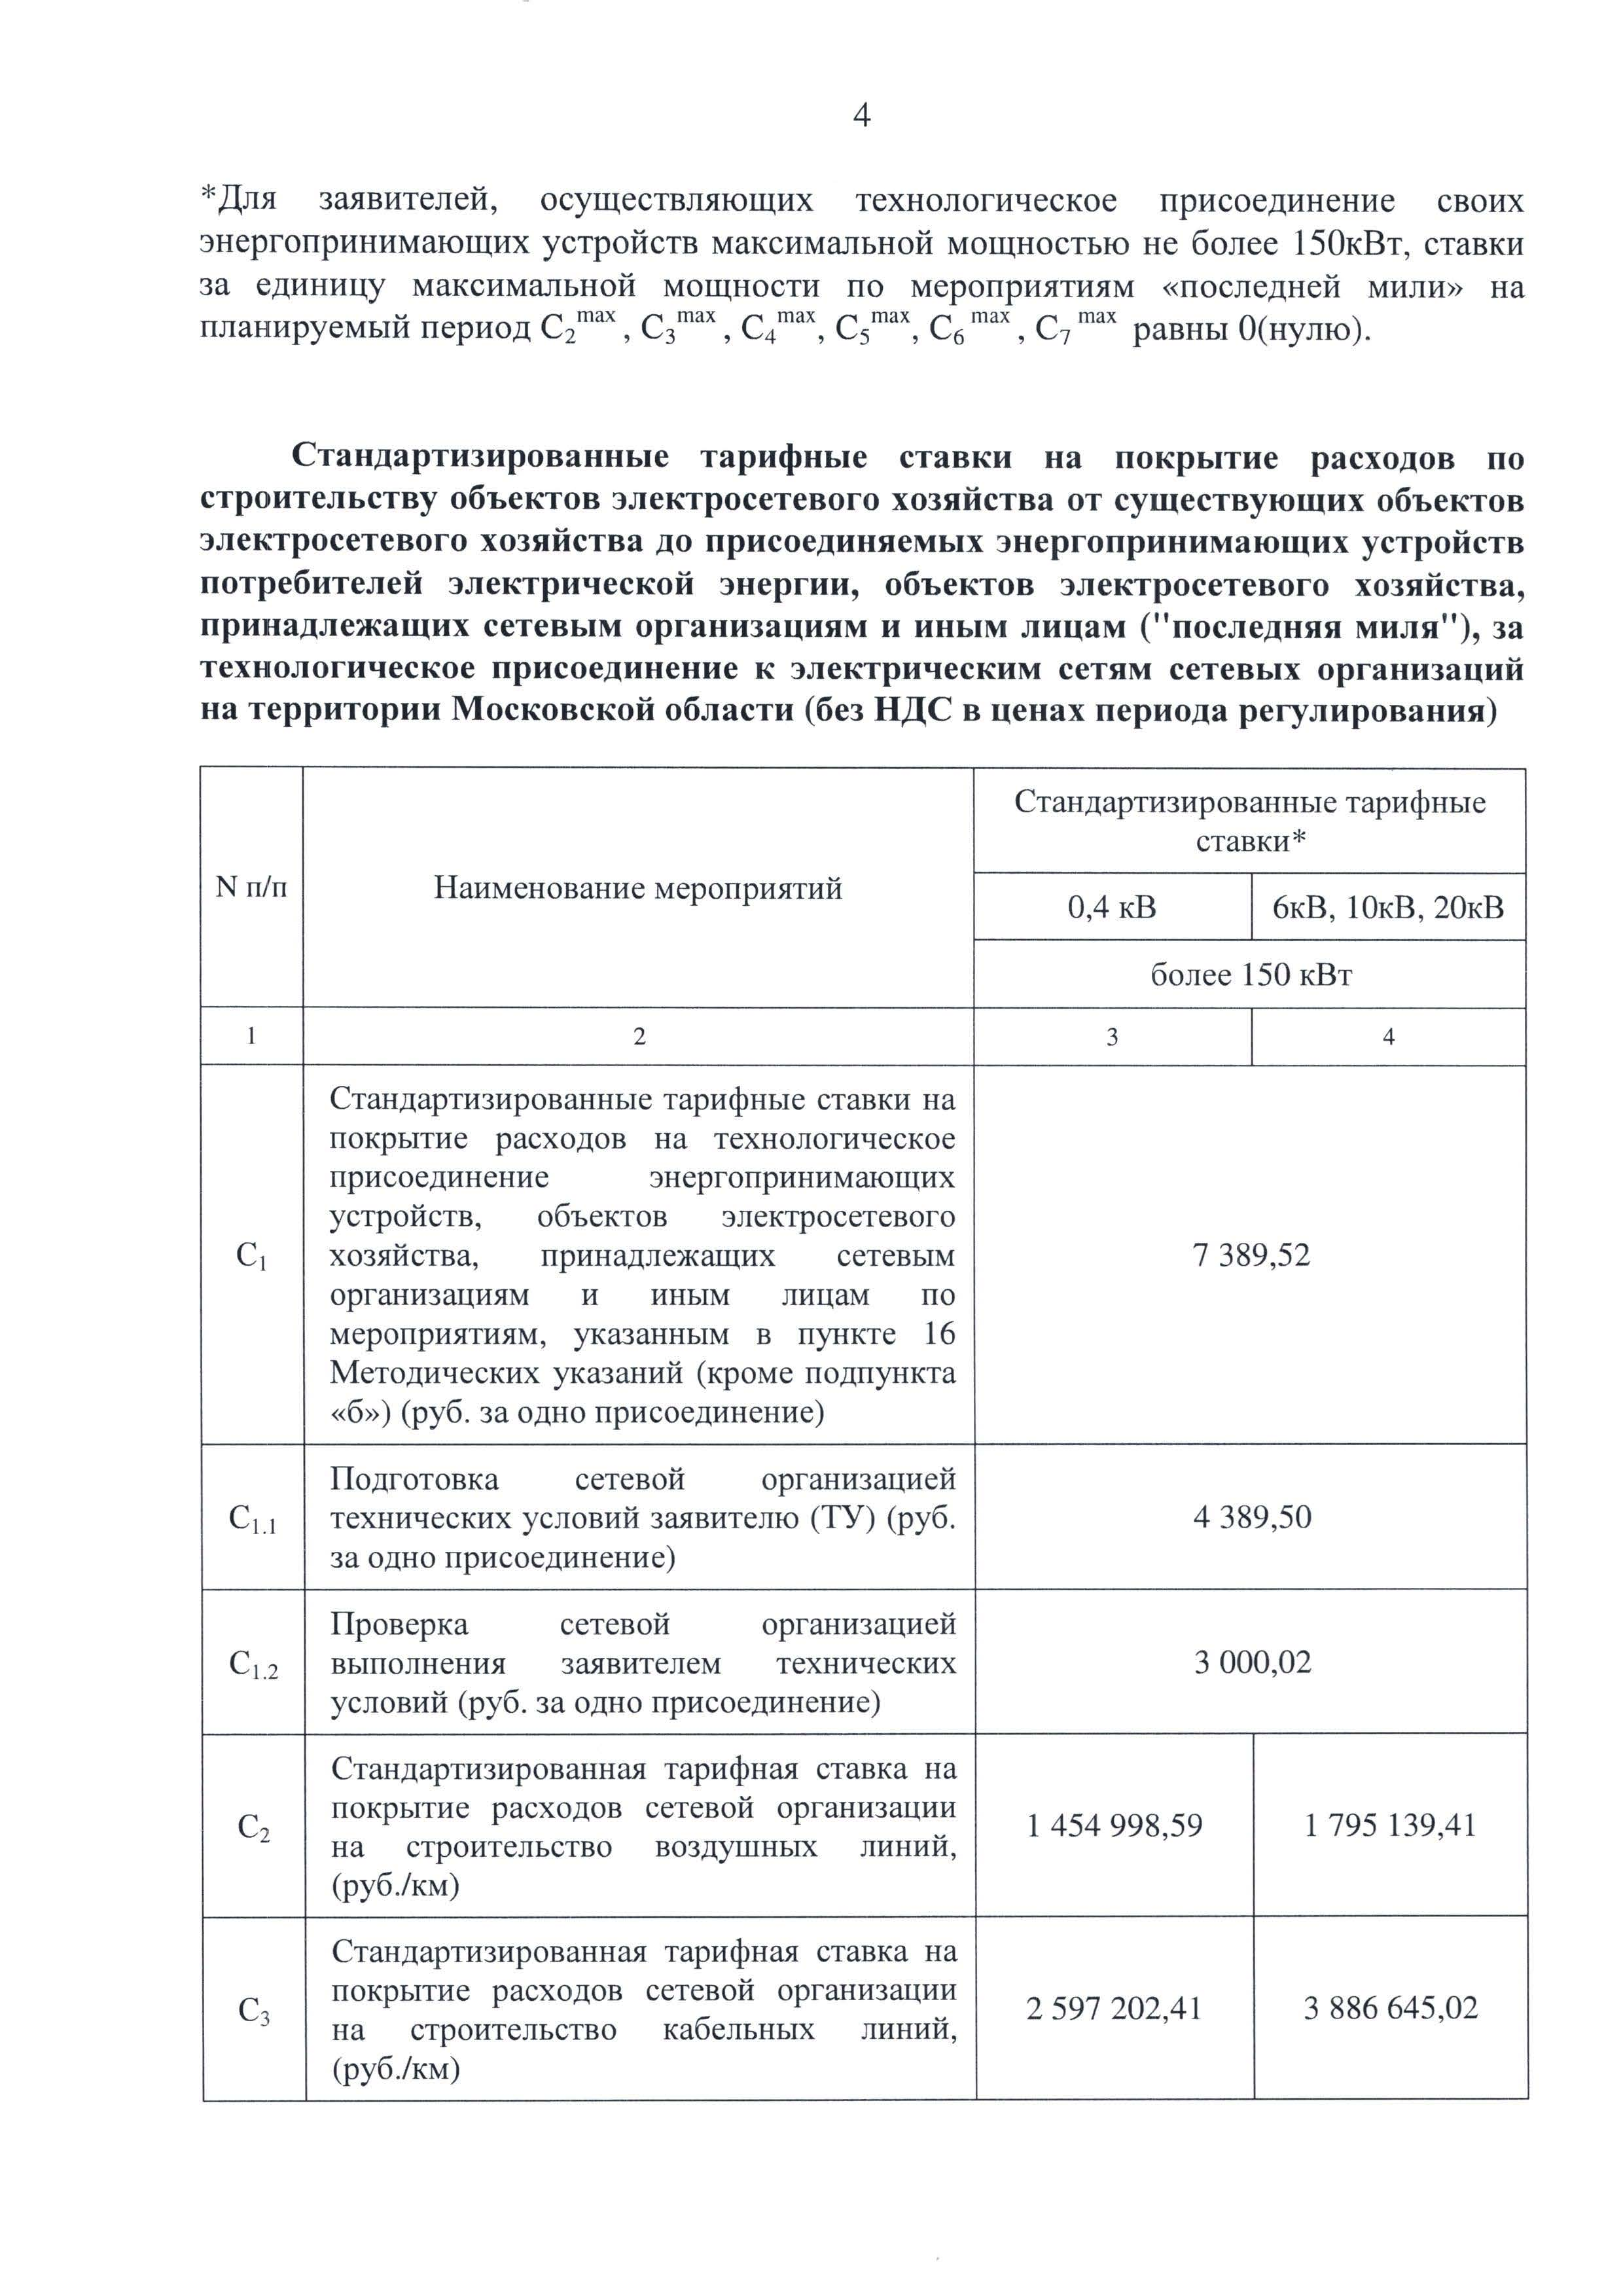 4
*Для заявителей, осуществляющих технологическое присоединение своих
энергопринимающих устройств максимальной мощностью не более 150кВт, ставки
за единицу максимальной мощности по мероприятиям «последней мили» на
планируемый период C₂ᵐᵃˣ , C₃ᵐᵃˣ , C₄ᵐᵃˣ , C₅ᵐᵃˣ , C₆ ᵐᵃˣ , C₇ ᵐᵃˣ равны 0(нулю).
Стандартизированные тарифные ставки на покрытие расходов по
строительству объектов электросетевого хозяйства от существующих объектов
электросетевого хозяйства до присоединяемых энергопринимающих устройств
потребителей электрической энергии, объектов электросетевого хозяйства,
принадлежащих сетевым организациям и иным лицам ("последняя миля"), за
технологическое присоединение к электрическим сетям сетевых организаций
на территории Московской области (без НДС в ценах периода регулирования)
N п/п
Наименование мероприятий
Стандартизированные тарифные
ставки*
0,4 кВ
6кВ, 10кВ, 20кВ
более 150 кВт
1
2
3
4
C₁
Стандартизированные тарифные ставки на
покрытие расходов на технологическое
присоединение энергопринимающих
устройств, объектов электросетевого
хозяйства, принадлежащих сетевым
организациям и иным лицам по
мероприятиям, указанным в пункте 16
Методических указаний (кроме подпункта
«б») (руб. за одно присоединение)
7 389,52
C₁.₁
Подготовка сетевой организацией
технических условий заявителю (ТУ) (руб.
за одно присоединение)
4 389,50
C₁.₂
Проверка сетевой организацией
выполнения заявителем технических
условий (руб. за одно присоединение)
3 000,02
C₂
Стандартизированная тарифная ставка на
покрытие расходов сетевой организации
на строительство воздушных линий,
(руб./км)
1 454 998,59
1 795 139,41
C₃
Стандартизированная тарифная ставка на
покрытие расходов сетевой организации
на строительство кабельных линий,
(руб./км)
2 597 202,41
3 886 645,02